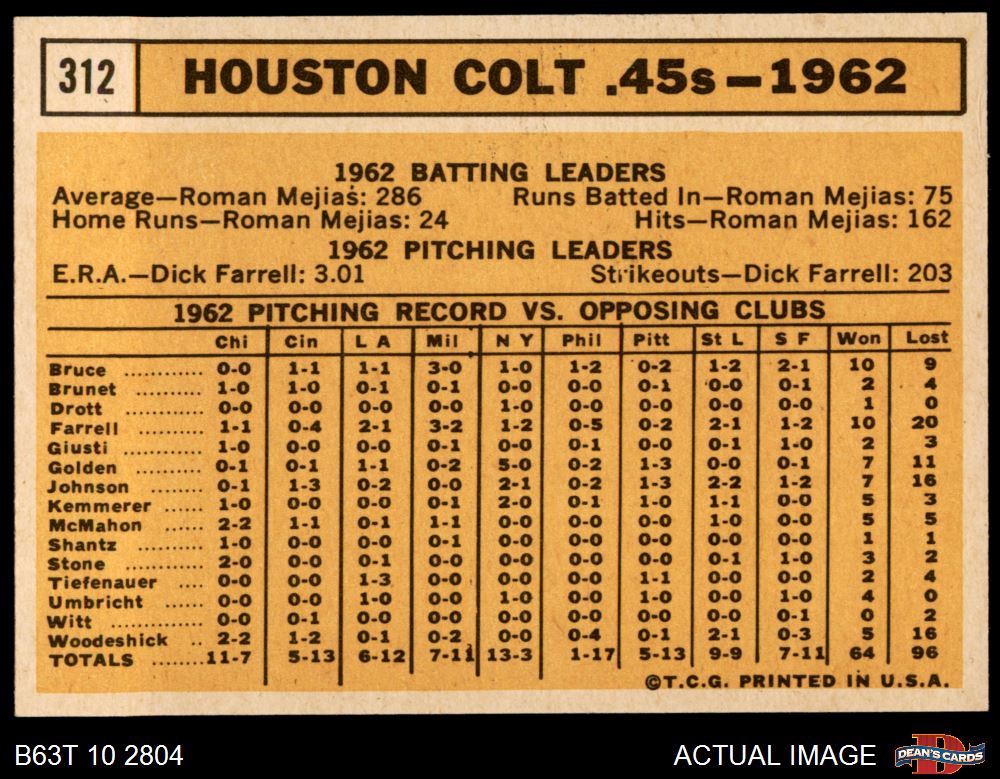 312 HOUSTON COLT .45s—1962
1962 BATTING LEADERS
Average—Roman Mejias: 286 Runs Batted In—Roman Mejias: 75
Home Runs—Roman Mejias: 24 Hits—Roman Mejias: 162
1962 PITCHING LEADERS
E.R.A.—Dick Farrell: 3.01 Strikeouts—Dick Farrell: 203
1962 PITCHING RECORD VS. OPPOSING CLUBS
Chi Cin L A Mil N Y Phil Pitt St L S F Won Lost
Bruce ............ 0-0 1-1 1-1 3-0 1-0 1-2 0-2 1-2 2-1 10 9
Brunet .......... 1-0 1-0 0-1 0-1 0-0 0-0 0-1 0-0 0-1 2 4
Drott ............ 0-0 0-0 0-0 0-0 1-0 0-0 0-0 0-0 0-0 1 0
Farrell .......... 1-1 0-4 2-1 3-2 1-2 0-5 0-2 2-1 1-2 10 20
Giusti ........... 1-0 0-0 0-0 0-1 0-0 0-1 0-0 0-1 1-0 2 3
Golden .......... 0-1 0-1 1-1 0-2 5-0 0-2 1-3 0-0 0-1 7 11
Johnson ........ 0-1 1-3 0-2 0-0 2-1 0-2 1-3 2-2 1-2 7 16
Kemmerer ..... 1-0 0-0 0-0 0-1 2-0 0-1 1-0 1-1 0-0 5 3
McMahon ...... 2-2 1-1 0-1 1-1 0-0 0-0 0-0 1-0 0-0 5 5
Shantz .......... 1-0 0-0 0-0 0-1 0-0 0-0 0-0 0-0 0-0 1 1
Stone ............ 2-0 0-0 0-1 0-0 0-0 0-0 0-0 0-1 1-0 3 2
Tiefenauer .... 0-0 0-0 1-3 0-0 0-0 0-0 1-1 0-0 0-0 2 4
Umbricht ...... 0-0 0-0 1-0 0-0 1-0 0-0 1-0 0-0 1-0 4 0
Witt .............. 0-0 0-1 0-0 0-0 0-0 0-0 0-0 0-0 0-1 0 2
Woodeshick .. 2-2 1-2 0-1 0-2 0-0 0-4 0-1 2-1 0-3 5 16
TOTALS ....... 11-7 5-13 6-12 7-11 13-3 1-17 5-13 9-9 7-11 64 96
©T.C.G. PRINTED IN U.S.A.
B63T 10 2804 ACTUAL IMAGE DEAN'S CARDS